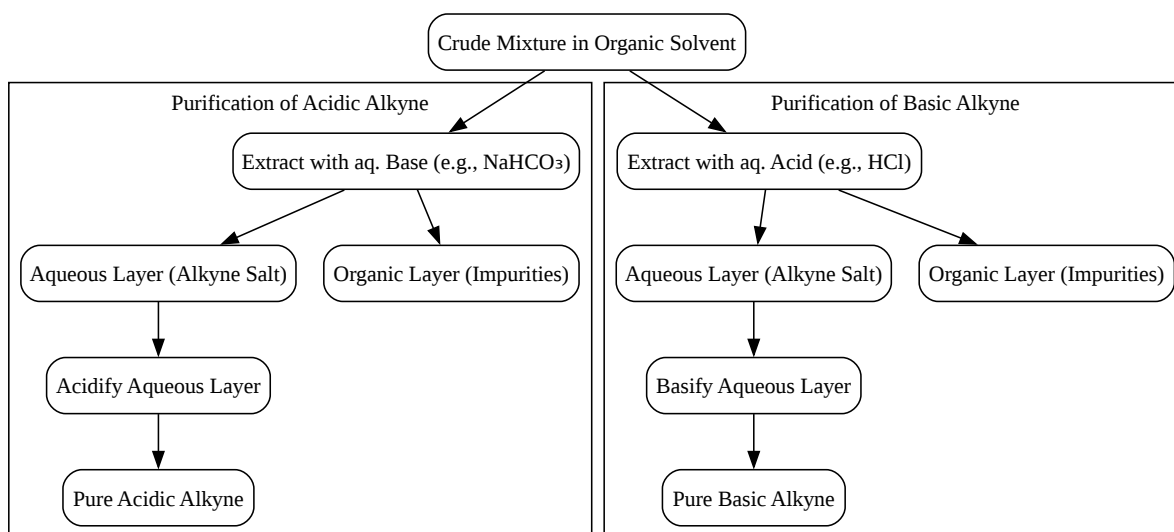 Crude Mixture in Organic Solvent
Purification of Acidic Alkyne
Purification of Basic Alkyne
Extract with aq. Base (e.g., NaHCO₃)
Extract with aq. Acid (e.g., HCl)
Aqueous Layer (Alkyne Salt)
Organic Layer (Impurities)
Aqueous Layer (Alkyne Salt)
Organic Layer (Impurities)
Acidify Aqueous Layer
Basify Aqueous Layer
Pure Acidic Alkyne
Pure Basic Alkyne